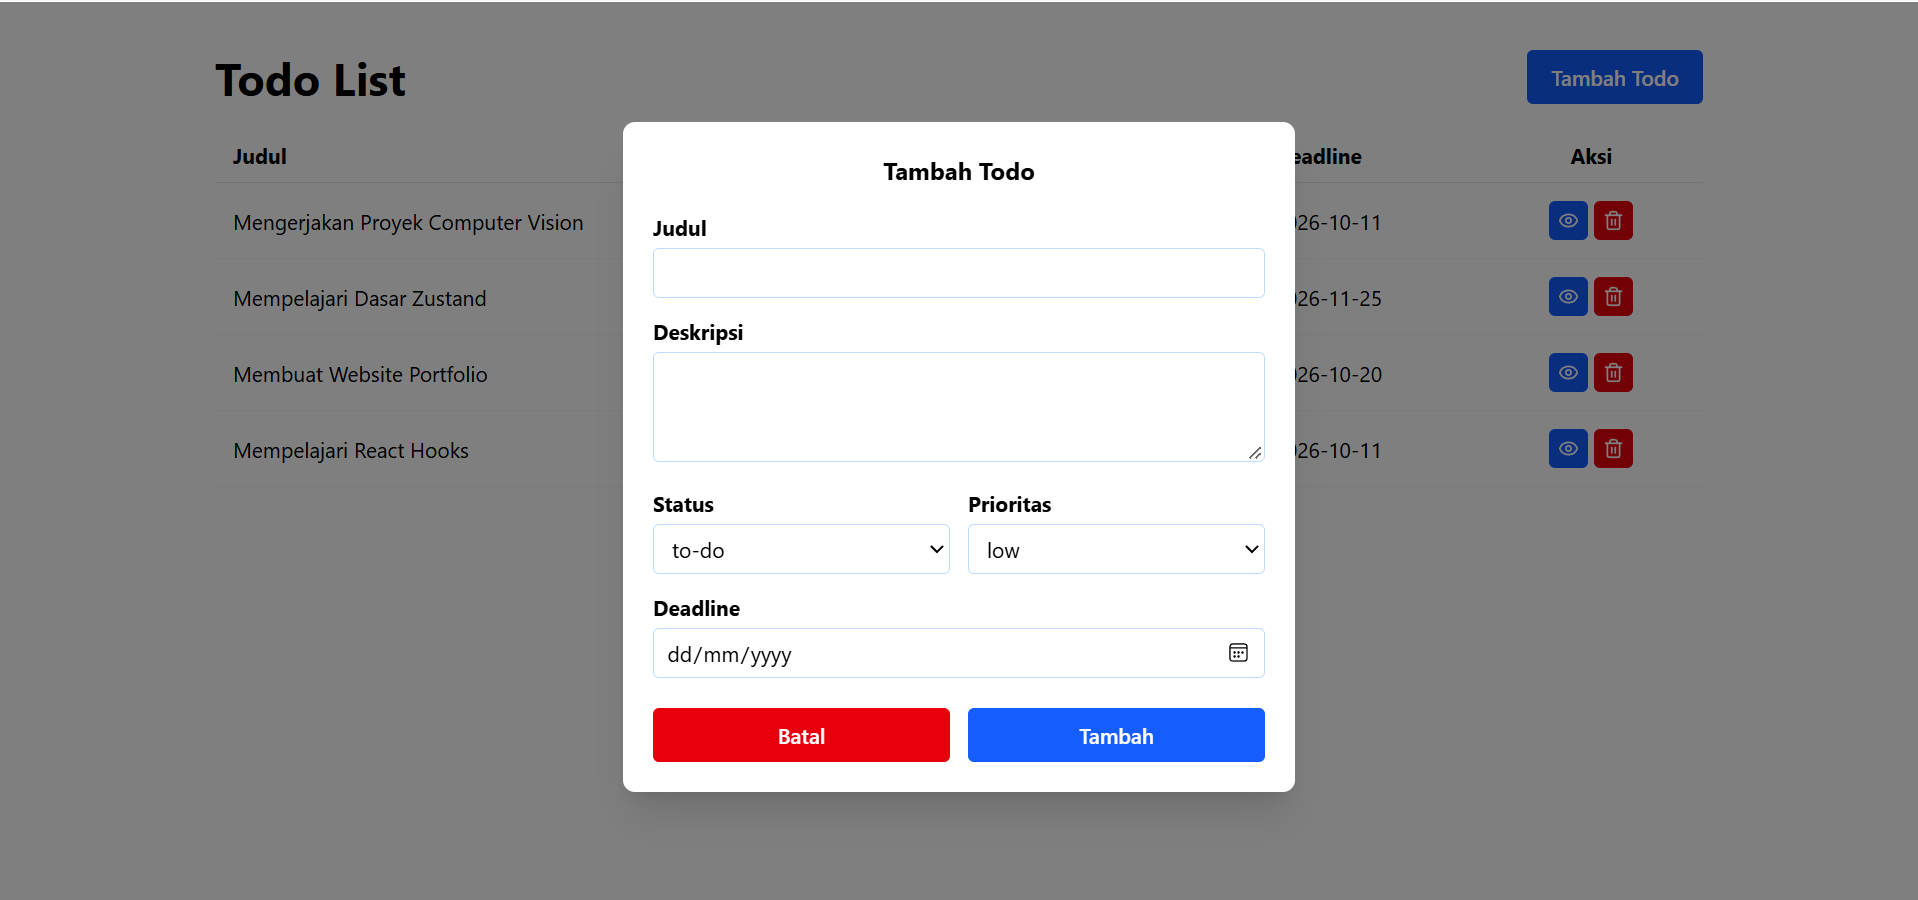 Todo List
Tambah Todo
Judul
eadline
Aksi
Mengerjakan Proyek Computer Vision
26-10-11
Mempelajari Dasar Zustand
26-11-25
Membuat Website Portfolio
26-10-20
Mempelajari React Hooks
26-10-11
Tambah Todo
Judul
Deskripsi
Status
Prioritas
to-do
low
Deadline
dd/mm/yyyy
Batal
Tambah